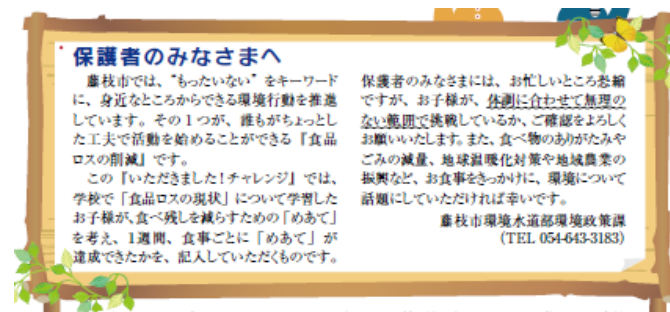 保護者のみなさまへ
藤枝市では、“もったいない”をキーワード
に、身近なところからできる環境行動を推進
しています。その1つが、誰もがちょっとし
た工夫で活動を始めることができる『食品
ロスの削減』です。
この『いただきました！チャレンジ』では、
学校で「食品ロスの現状」について学習した
お子様が、食べ残しを減らすための「めあて」
を考え、1週間、食事ごとに「めあて」が
達成できたかを、記入していただくものです。
保護者のみなさまには、お忙しいところ恐縮
ですが、お子様が、体調に合わせて無理の
ない範囲で挑戦しているか、ご確認をよろしく
お願いいたします。また、食べ物のありがたみや
ごみの減量、地球温暖化対策や地域農業の
振興など、お食事をきっかけに、環境について
話題にしていただければ幸いです。
藤枝市環境水道部環境政策課
（TEL 054-643-3183）